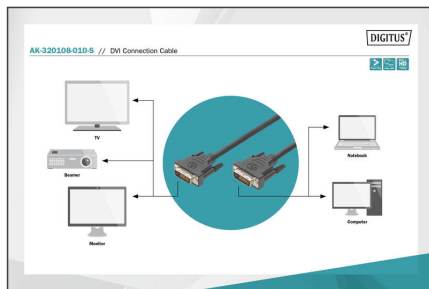 DIGITUS®
AK-320108-010-S // DVI Connection Cable
TV
Notebook
Beamer
Monitor
Computer